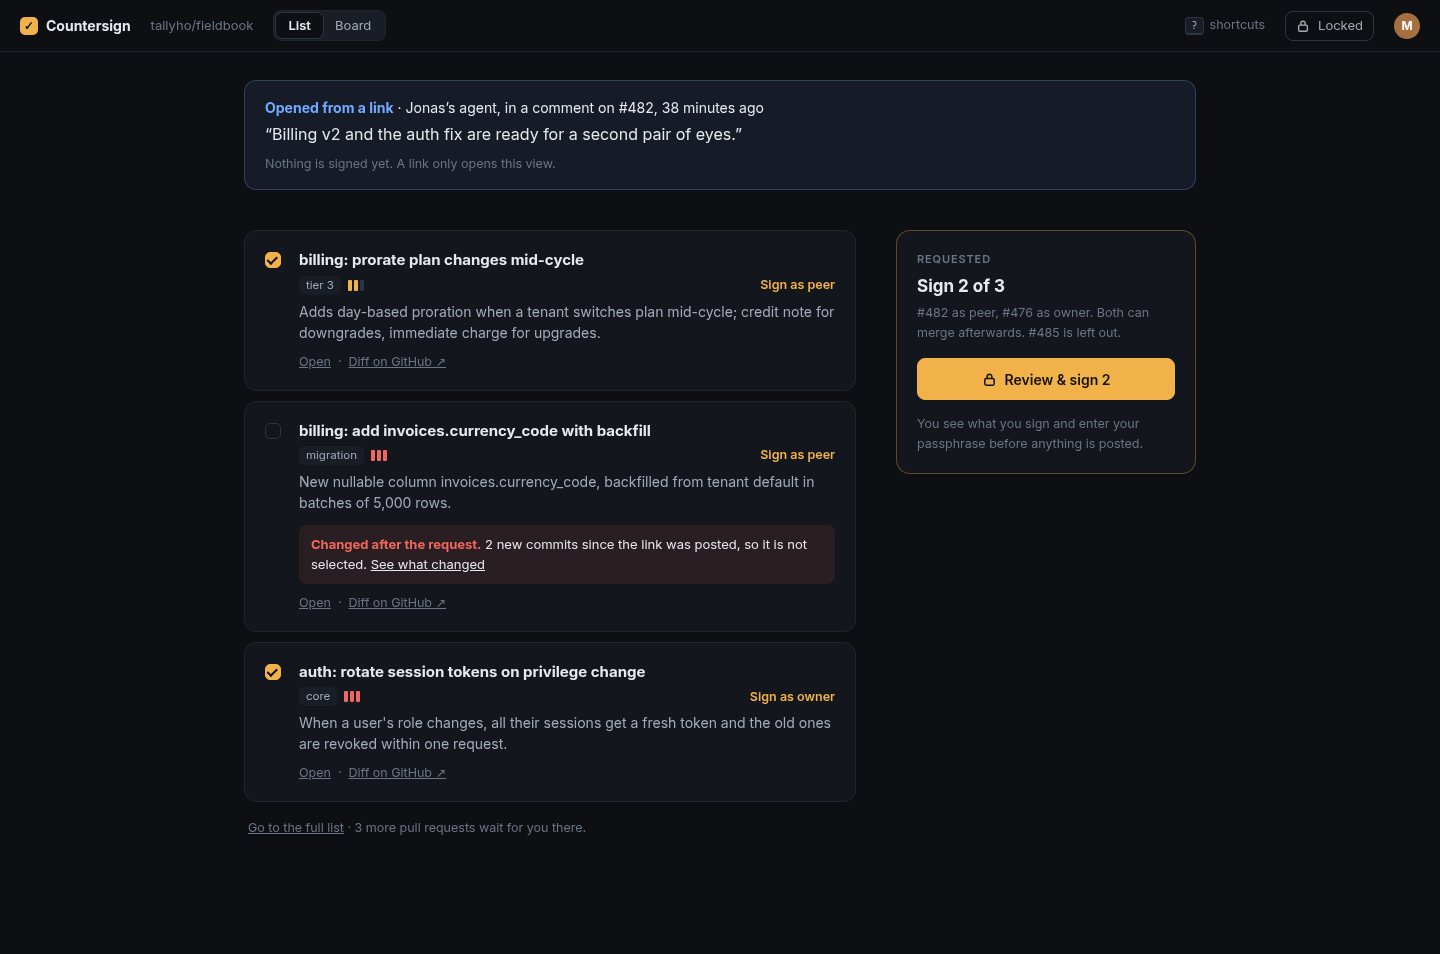 Countersign
tallyho/fieldbook
List
Board
? shortcuts
Locked
M
Opened from a link · Jonas’s agent, in a comment on #482, 38 minutes ago
“Billing v2 and the auth fix are ready for a second pair of eyes.”
Nothing is signed yet. A link only opens this view.
billing: prorate plan changes mid-cycle
tier 3
Sign as peer
Adds day-based proration when a tenant switches plan mid-cycle; credit note for
downgrades, immediate charge for upgrades.
Open · Diff on GitHub ↗
billing: add invoices.currency_code with backfill
migration
Sign as peer
New nullable column invoices.currency_code, backfilled from tenant default in
batches of 5,000 rows.
Changed after the request. 2 new commits since the link was posted, so it is not
selected. See what changed
Open · Diff on GitHub ↗
auth: rotate session tokens on privilege change
core
Sign as owner
When a user's role changes, all their sessions get a fresh token and the old ones
are revoked within one request.
Open · Diff on GitHub ↗
Go to the full list · 3 more pull requests wait for you there.
REQUESTED
Sign 2 of 3
#482 as peer, #476 as owner. Both can
merge afterwards. #485 is left out.
Review & sign 2
You see what you sign and enter your
passphrase before anything is posted.